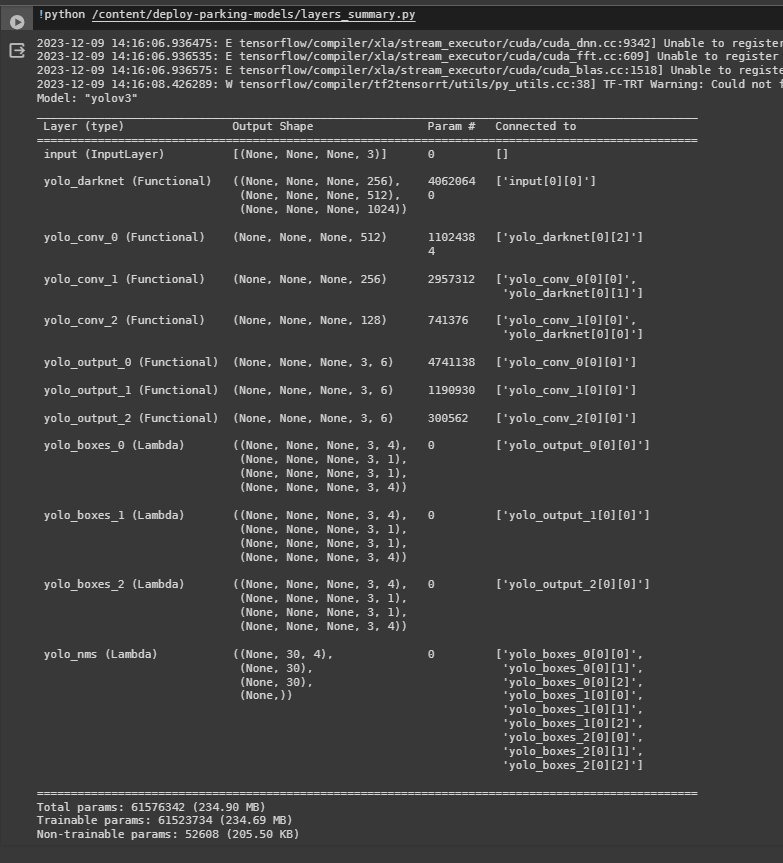 !python /content/deploy-parking-models/layers_summary.py
2023-12-09 14:16:06.936475: E tensorflow/compiler/xla/stream_executor/cuda/cuda_dnn.cc:9342] Unable to register
2023-12-09 14:16:06.936535: E tensorflow/compiler/xla/stream_executor/cuda/cuda_fft.cc:609] Unable to register
2023-12-09 14:16:06.936575: E tensorflow/compiler/xla/stream_executor/cuda/cuda_blas.cc:1518] Unable to registe
2023-12-09 14:16:08.426289: W tensorflow/compiler/tf2tensorrt/utils/py_utils.cc:38] TF-TRT Warning: Could not f
Model: "yolov3"
__________________________________________________________________________________________________
 Layer (type)                Output Shape                 Param #   Connected to
==================================================================================================
 input (InputLayer)          [(None, None, None, 3)]      0         []
 yolo_darknet (Functional)   ((None, None, None, 256),    4062064   ['input[0][0]']
                              (None, None, None, 512),    0
                              (None, None, None, 1024))
 yolo_conv_0 (Functional)    (None, None, None, 512)      1102438   ['yolo_darknet[0][2]']
                                                          4
 yolo_conv_1 (Functional)    (None, None, None, 256)      2957312   ['yolo_conv_0[0][0]',
                                                                     'yolo_darknet[0][1]']
 yolo_conv_2 (Functional)    (None, None, None, 128)      741376    ['yolo_conv_1[0][0]',
                                                                     'yolo_darknet[0][0]']
 yolo_output_0 (Functional)  (None, None, None, 3, 6)     4741138   ['yolo_conv_0[0][0]']
 yolo_output_1 (Functional)  (None, None, None, 3, 6)     1190930   ['yolo_conv_1[0][0]']
 yolo_output_2 (Functional)  (None, None, None, 3, 6)     300562    ['yolo_conv_2[0][0]']
 yolo_boxes_0 (Lambda)       ((None, None, None, 3, 4),   0         ['yolo_output_0[0][0]']
                              (None, None, None, 3, 1),
                              (None, None, None, 3, 1),
                              (None, None, None, 3, 4))
 yolo_boxes_1 (Lambda)       ((None, None, None, 3, 4),   0         ['yolo_output_1[0][0]']
                              (None, None, None, 3, 1),
                              (None, None, None, 3, 1),
                              (None, None, None, 3, 4))
 yolo_boxes_2 (Lambda)       ((None, None, None, 3, 4),   0         ['yolo_output_2[0][0]']
                              (None, None, None, 3, 1),
                              (None, None, None, 3, 1),
                              (None, None, None, 3, 4))
 yolo_nms (Lambda)           ((None, 30, 4),              0         ['yolo_boxes_0[0][0]',
                              (None, 30),                            'yolo_boxes_0[0][1]',
                              (None, 30),                            'yolo_boxes_0[0][2]',
                              (None,))                               'yolo_boxes_1[0][0]',
                                                                     'yolo_boxes_1[0][1]',
                                                                     'yolo_boxes_1[0][2]',
                                                                     'yolo_boxes_2[0][0]',
                                                                     'yolo_boxes_2[0][1]',
                                                                     'yolo_boxes_2[0][2]']
==================================================================================================
Total params: 61576342 (234.90 MB)
Trainable params: 61523734 (234.69 MB)
Non-trainable params: 52608 (205.50 KB)